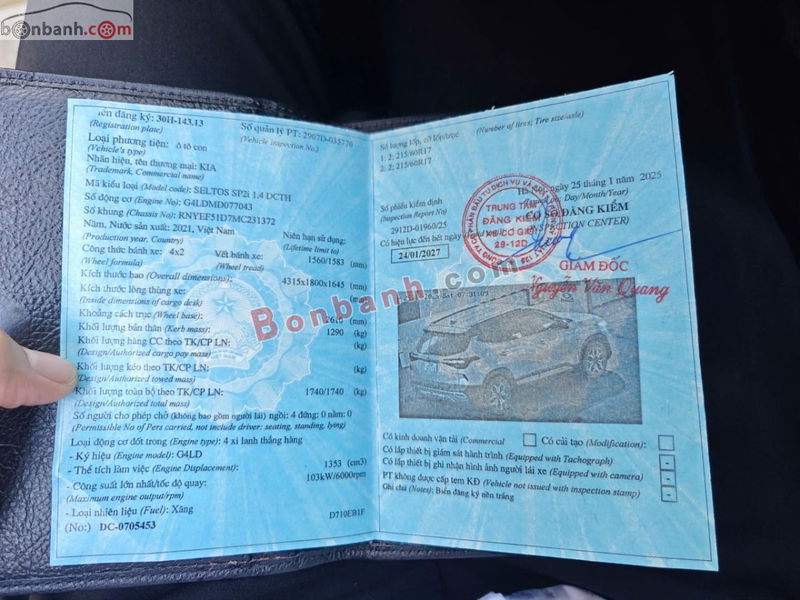 bonbanh.com
Biển đăng ký: 30H-143.13
(Registration plate)
Số quản lý PT: 2907D-035770
(Vehicle inspection No.)
Loại phương tiện: ô tô con
(Vehicle's type)
Nhãn hiệu, tên thương mại: KIA
(Trademark, Commercial name)
Mã kiểu loại (Model code): SELTOS SP2i 1.4 DCTH
Số động cơ (Engine No): G4LDMD077043
Số khung (Chassis No): RNYEF51D7MC231372
Năm, Nước sản xuất: 2021, Việt Nam
(Production year, Country)
Niên hạn sử dụng:
(Lifetime limit to)
Công thức bánh xe: 4x2
(Wheel formula)
Vết bánh xe: 1560/1583 (mm)
(Wheel tread)
Kích thước bao (Overall dimensions): 4315x1800x1645 (mm)
Kích thước lòng thùng xe:
(Inside dimensions of cargo desk) (mm)
Khoảng cách trục (Wheel base): 2610 (mm)
Khối lượng bản thân (Kerb mass): 1290 (kg)
Khối lượng hàng CC theo TK/CP LN: (kg)
(Design/Authorized cargo pay mass)
Khối lượng kéo theo TK/CP LN: (kg)
(Design/Authorized towed mass)
Khối lượng toàn bộ theo TK/CP LN: 1740/1740 (kg)
(Design/Authorized total mass)
Số người cho phép chở (không bao gồm người lái) ngồi: 4 đứng: 0 nằm: 0
(Permissible No of Pers carried, not include driver: seating, standing, lying)
Loại động cơ đốt trong (Engine type): 4 xi lanh thẳng hàng
- Ký hiệu (Engine model): G4LD
- Thể tích làm việc (Engine Displacement): 1353 (cm3)
- Công suất lớn nhất/tốc độ quay: 103kW/6000rpm
(Maximum engine output/rpm)
- Loại nhiên liệu (Fuel): Xăng
(No:) DC-0705453
D710EB1F
Số lượng lốp, cỡ lốp/trục
(Number of tires; Tire size/axle)
1: 2; 215/60R17
2: 2; 215/60R17
ngày 25 tháng 1 năm 2025
Day/Month/Year)
Số phiếu kiểm định
(Inspection Report No)
2912D-01960/25
CƠ SỞ ĐĂNG KIỂM
(INSPECTION CENTER)
Có hiệu lực đến hết ngày
24/01/2027
TRUNG TÂM
ĐĂNG KIỂM
XE CƠ GIỚI
29-12D
GIÁM ĐỐC
Nguyễn Văn Quang
Bonbanh.com
Có kinh doanh vận tải (Commercial
Có cải tạo (Modification):
Có lắp thiết bị giám sát hành trình (Equipped with Tachograph) -
Có lắp thiết bị ghi nhận hình ảnh người lái xe (Equipped with camera) -
PT không được cấp tem KĐ (Vehicle not issued with inspection stamp) -
Ghi chú (Notes): Biển đăng ký nền trắng